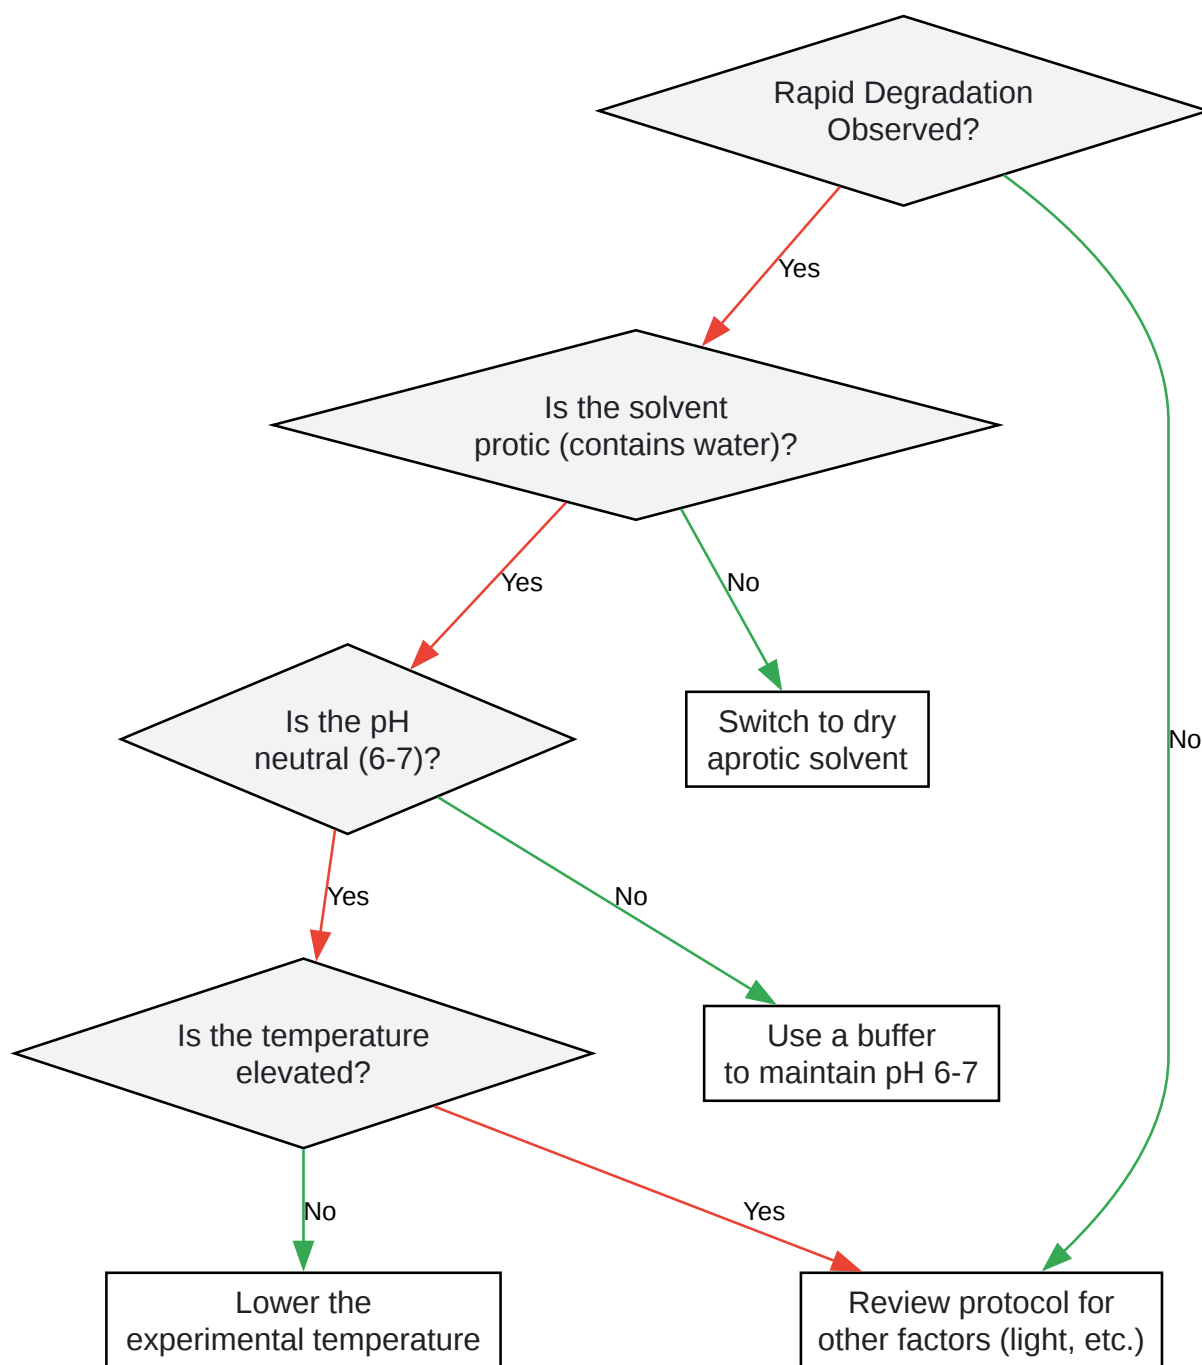 Rapid Degradation
Observed?
Yes
Is the solvent
protic (contains water)?
Yes
No
Is the pH
neutral (6-7)?
Switch to dry
aprotic solvent
No
Yes
No
Is the temperature
elevated?
Use a buffer
to maintain pH 6-7
No
Yes
Lower the
experimental temperature
Review protocol for
other factors (light, etc.)